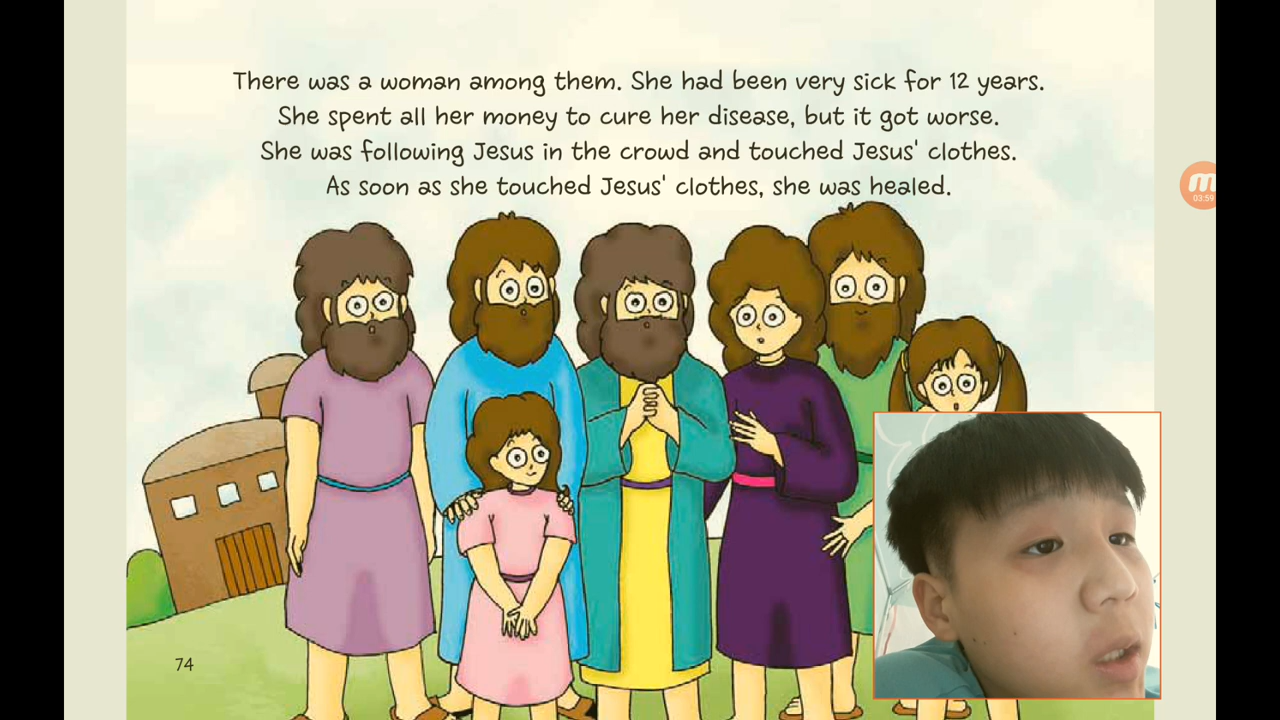 There was a woman among them. She had been very sick for 12 years.
She spent all her money to cure her disease, but it got worse.
She was following Jesus in the crowd and touched Jesus' clothes.
As soon as she touched Jesus' clothes, she was healed.
m
03:59
74